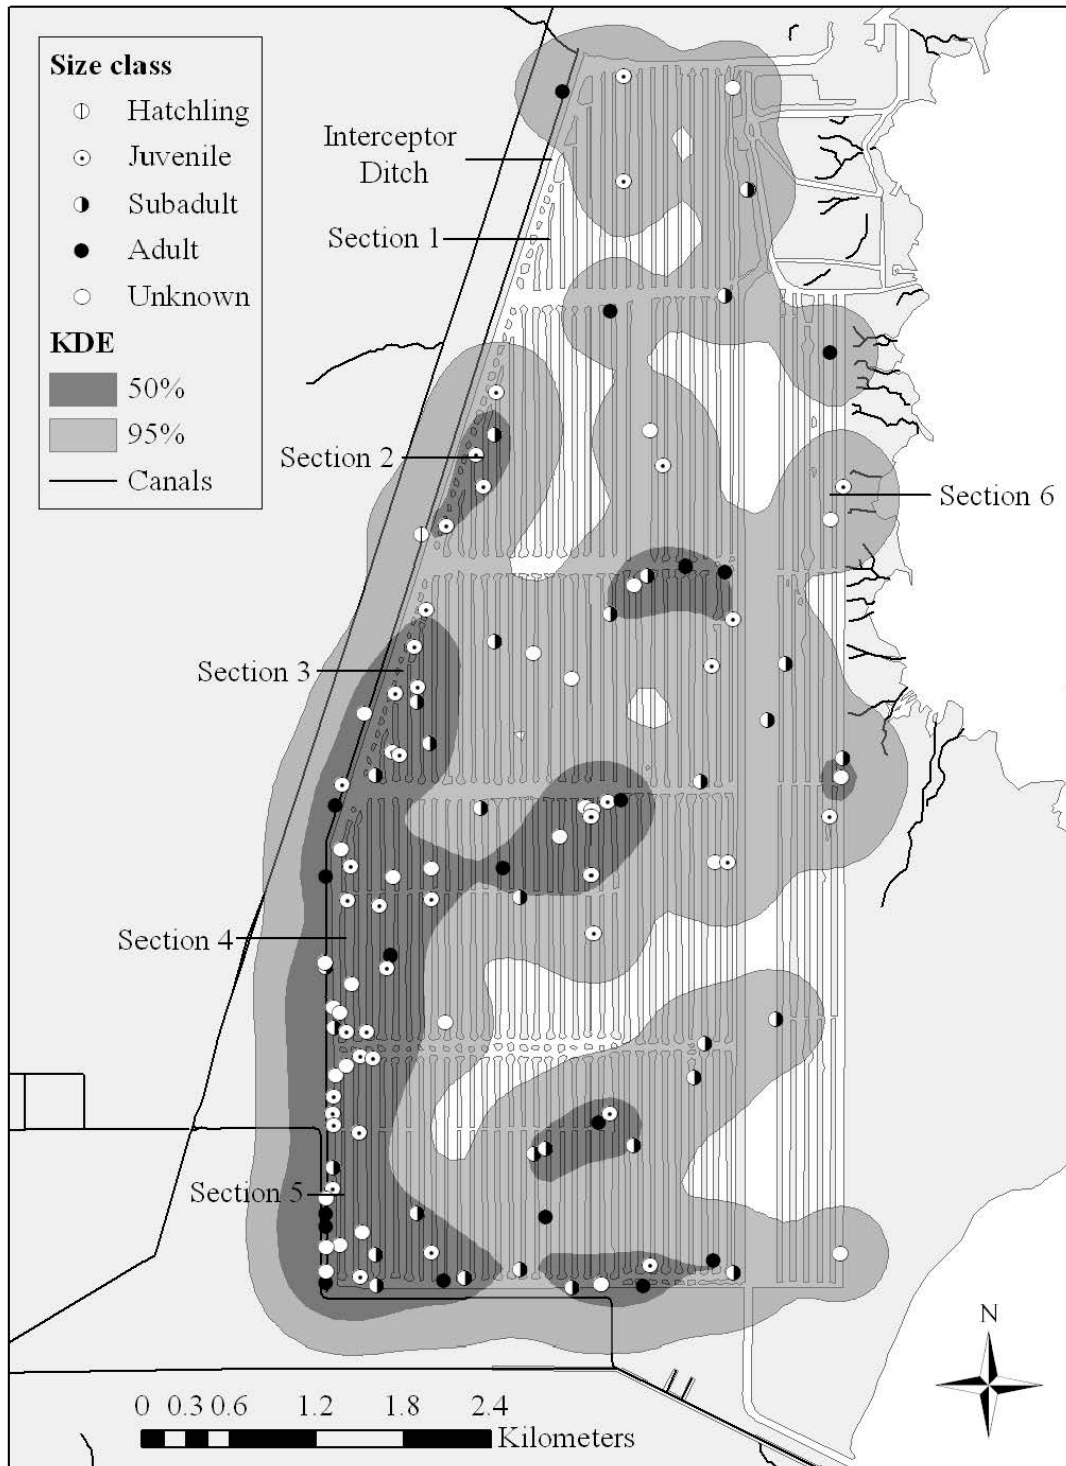 Size class
Hatchling
Juvenile
Subadult
Adult
Unknown
KDE
50%
95%
Canals
Interceptor
Ditch
Section 1
Section 2
Section 6
Section 3
Section 4
Section 5
N
0 0.3 0.6 1.2 1.8 2.4
Kilometers